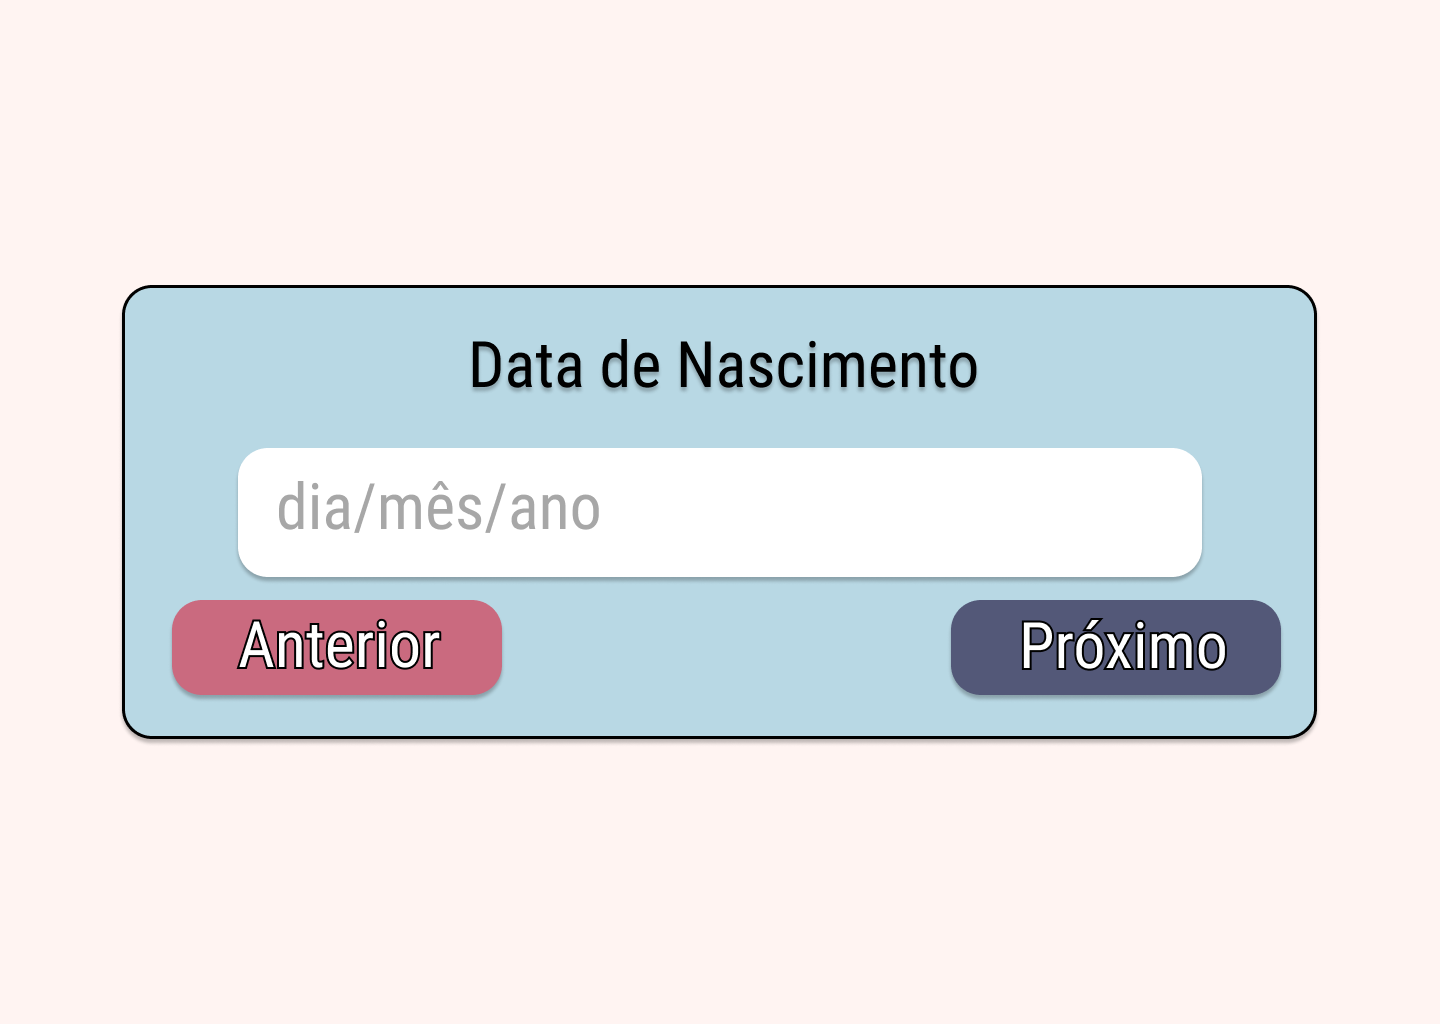 Data de Nascimento
dia/mês/ano
Anterior
Próximo